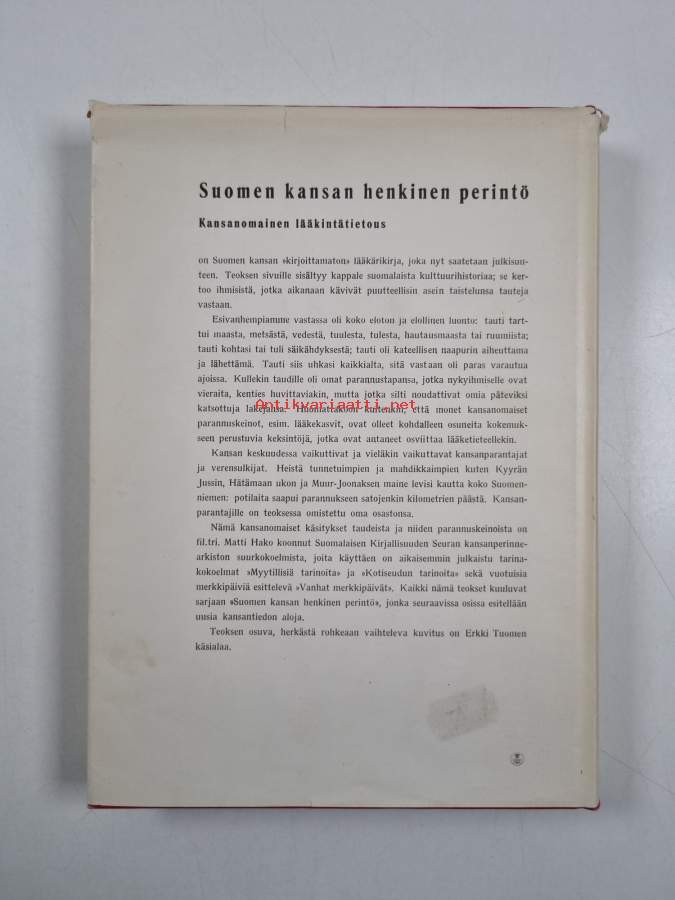 Suomen kansan henkinen perintö
Kansanomainen lääkintätietous
on Suomen kansan »kirjoittamaton» lääkärikirja, joka nyt saatetaan julkisun-
teen. Teoksen sivuille sisältyy kappale suomalaista kulttuurihistoriaa; se ker-
too ihmisistä, jotka aikanaan kävivät puutteellisin asein taistelunsa tauteja
vastaan.
Esivanhempiamme vastassa oli koko eloton ja elollinen luonto: tauti tart-
tui maasta, metsästä, vedestä, tuulesta, tulesta, hautausmaasta tai ruumiista;
tauti kohtasi tai tuli säikähdyksestä; tauti oli kateellisen naapurin aiheuttama
ja lähettämä. Tauti siis uhkasi kaikkialta, sitä vastaan oli paras varautua
ajoissa. Kullekin taudille oli omat parannustapansa, jotka nykyihmiselle ovat
vieraita, kenties huvittaviakin, mutta jotka silti noudattivat omia päteviksi
katsottuja lakejansa. Huomattakoon kuitenkin, että monet kansanomaiset
Antikvariaatti.net
parannuskeinot, esim. lääkekasvit, ovat olleet kohdalleen osuneita kokemuk-
seen perustuvia keksintöjä, jotka ovat antaneet osviittaa lääketieteellekin.
Kansan keskuudessa vaikuttivat ja vieläkin vaikuttavat kansanparantajat
ja verensulkijat. Heistä tunnetuimpien ja mahdikkaimpien kuten Kyyrän
Jussin, Hätämaan ukon ja Muur-Joonaksen maine levisi kautta koko Suomen-
niemen: potilaita saapui parannukseen satojenkin kilometrien päästä. Kansan-
parantajille on teoksessa omistettu oma osastonsa.
Nämä kansanomaiset käsitykset taudeista ja niiden parannuskeinoista on
fil.tri. Matti Hako koonnut Suomalaisen Kirjallisuuden Seuran kansanperinne-
arkiston suurkokoelmista, joita käyttäen on aikaisemmin julkaistu tarina-
kokoelmat »Myytillisiä tarinoita» ja »Kotiseudun tarinoita» sekä vuotuisia
merkkipäiviä esittelevä »Vanhat merkkipäivät». Kaikki nämä teokset kuuluvat
sarjaan »Suomen kansan henkinen perintö», jonka seuraavissa osissa esitellään
uusia kansantiedon aloja.
Teoksen osuva, herkästä rohkeaan vaihteleva kuvitus on Erkki Tuomen
käsialaa.